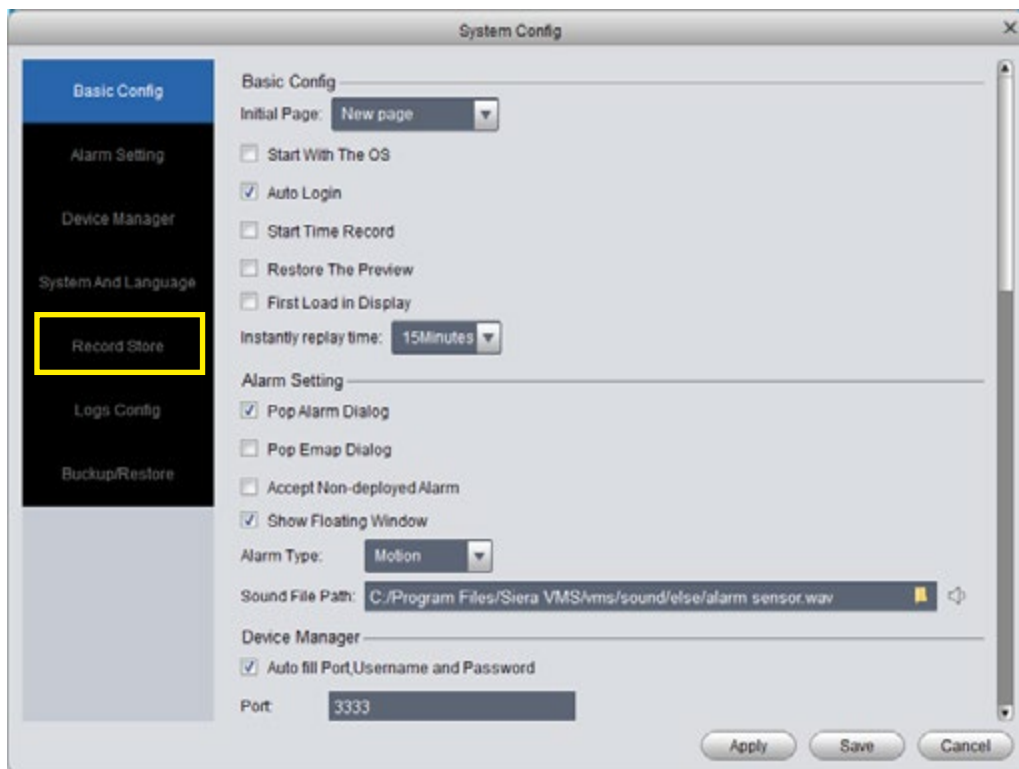 System Config
Basic Config
Alarm Setting
Device Manager
System And Language
Record Store
Logs Config
Buckup/Restore
Basic Config
Initial Page: New page
Start With The OS
Auto Login
Start Time Record
Restore The Preview
First Load in Display
Instantly replay time: 15Minutes
Alarm Setting
Pop Alarm Dialog
Pop Emap Dialog
Accept Non-deployed Alarm
Show Floating Window
Alarm Type: Motion
Sound File Path: C:/Program Files/Siera VMS/vms/sound/else/alarm sensor.wav
Device Manager
Auto fill Port,Username and Password
Port: 3333
Apply Save Cancel